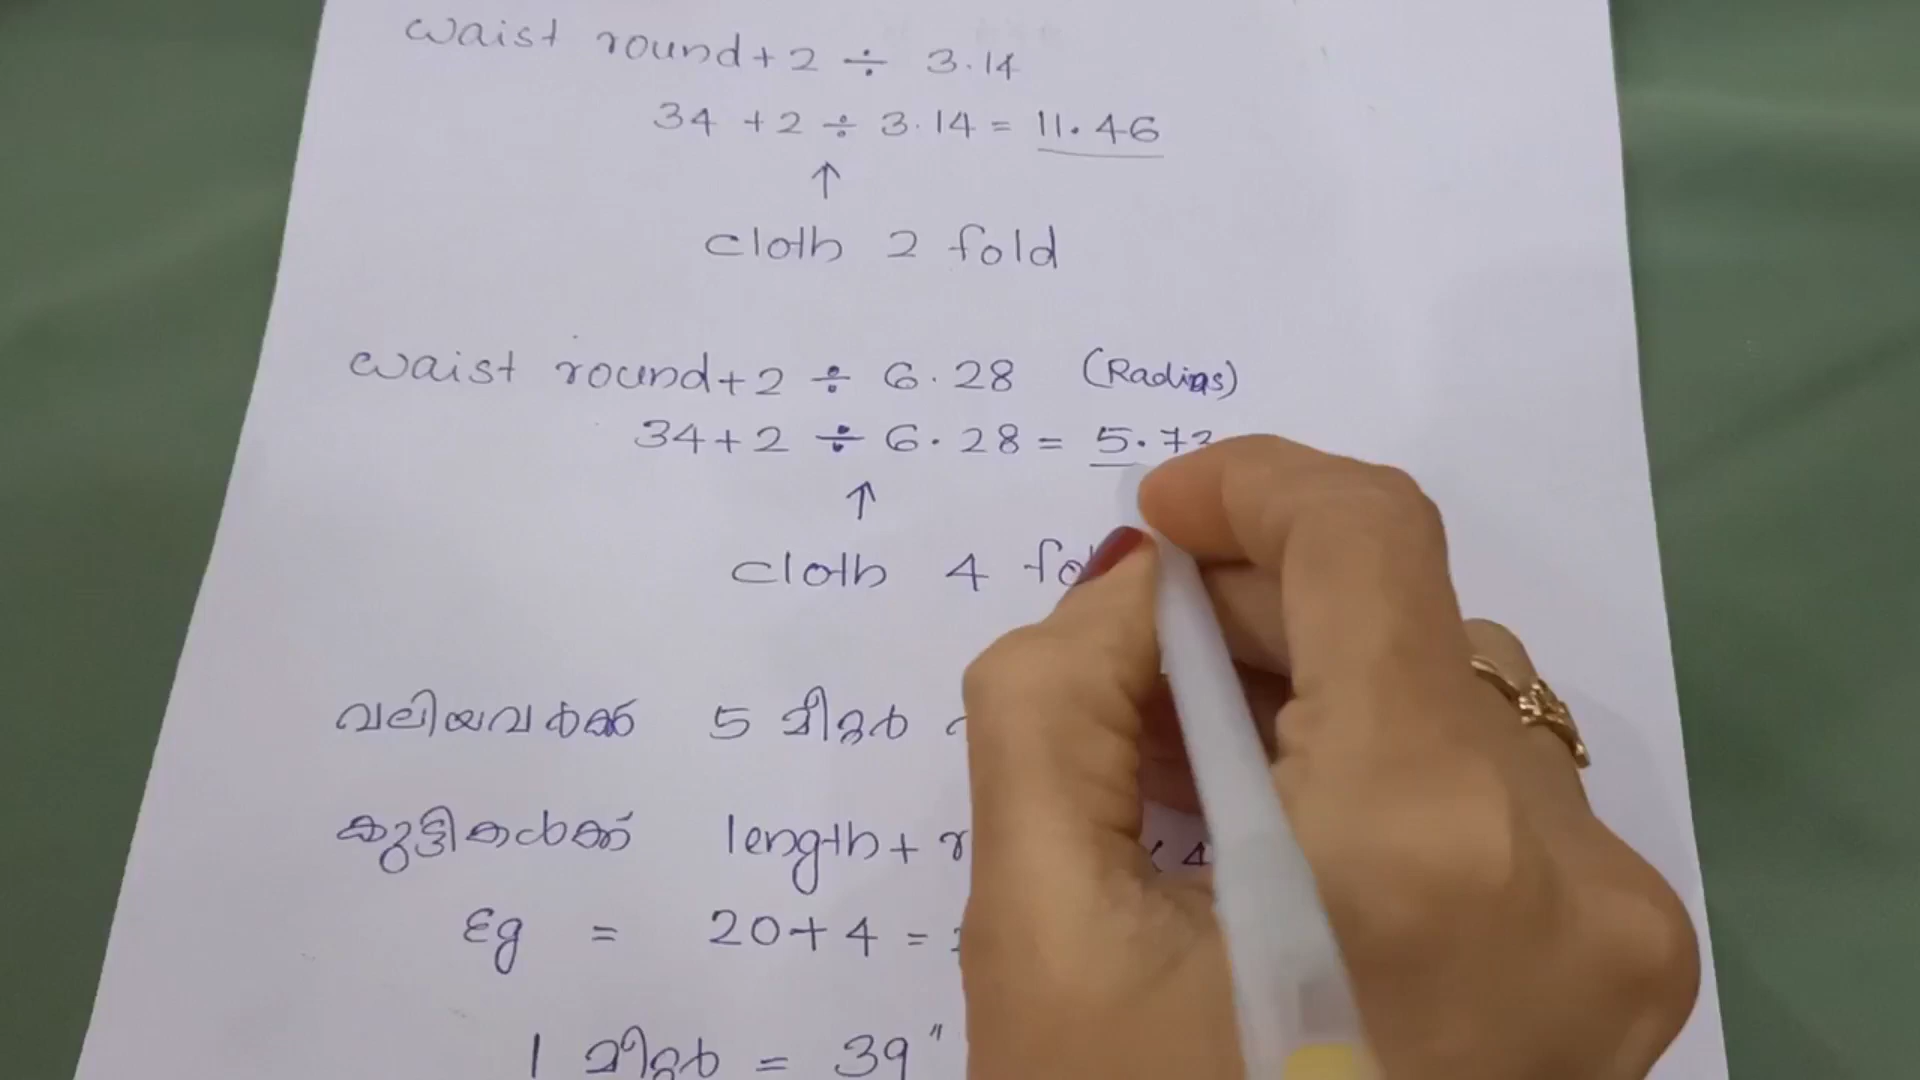 waist round + 2 ÷ 3.14
34 + 2 ÷ 3.14 = 11.46
↑
cloth 2 fold
waist round + 2 ÷ 6.28 (Radius)
34 + 2 ÷ 6.28 = 5.73
↑
cloth 4
വലിയവർക്ക് 5 മീറ്റർ
കുട്ടികൾക്ക് length +
Eg = 20 + 4 =
1 മീറ്റർ = 39"